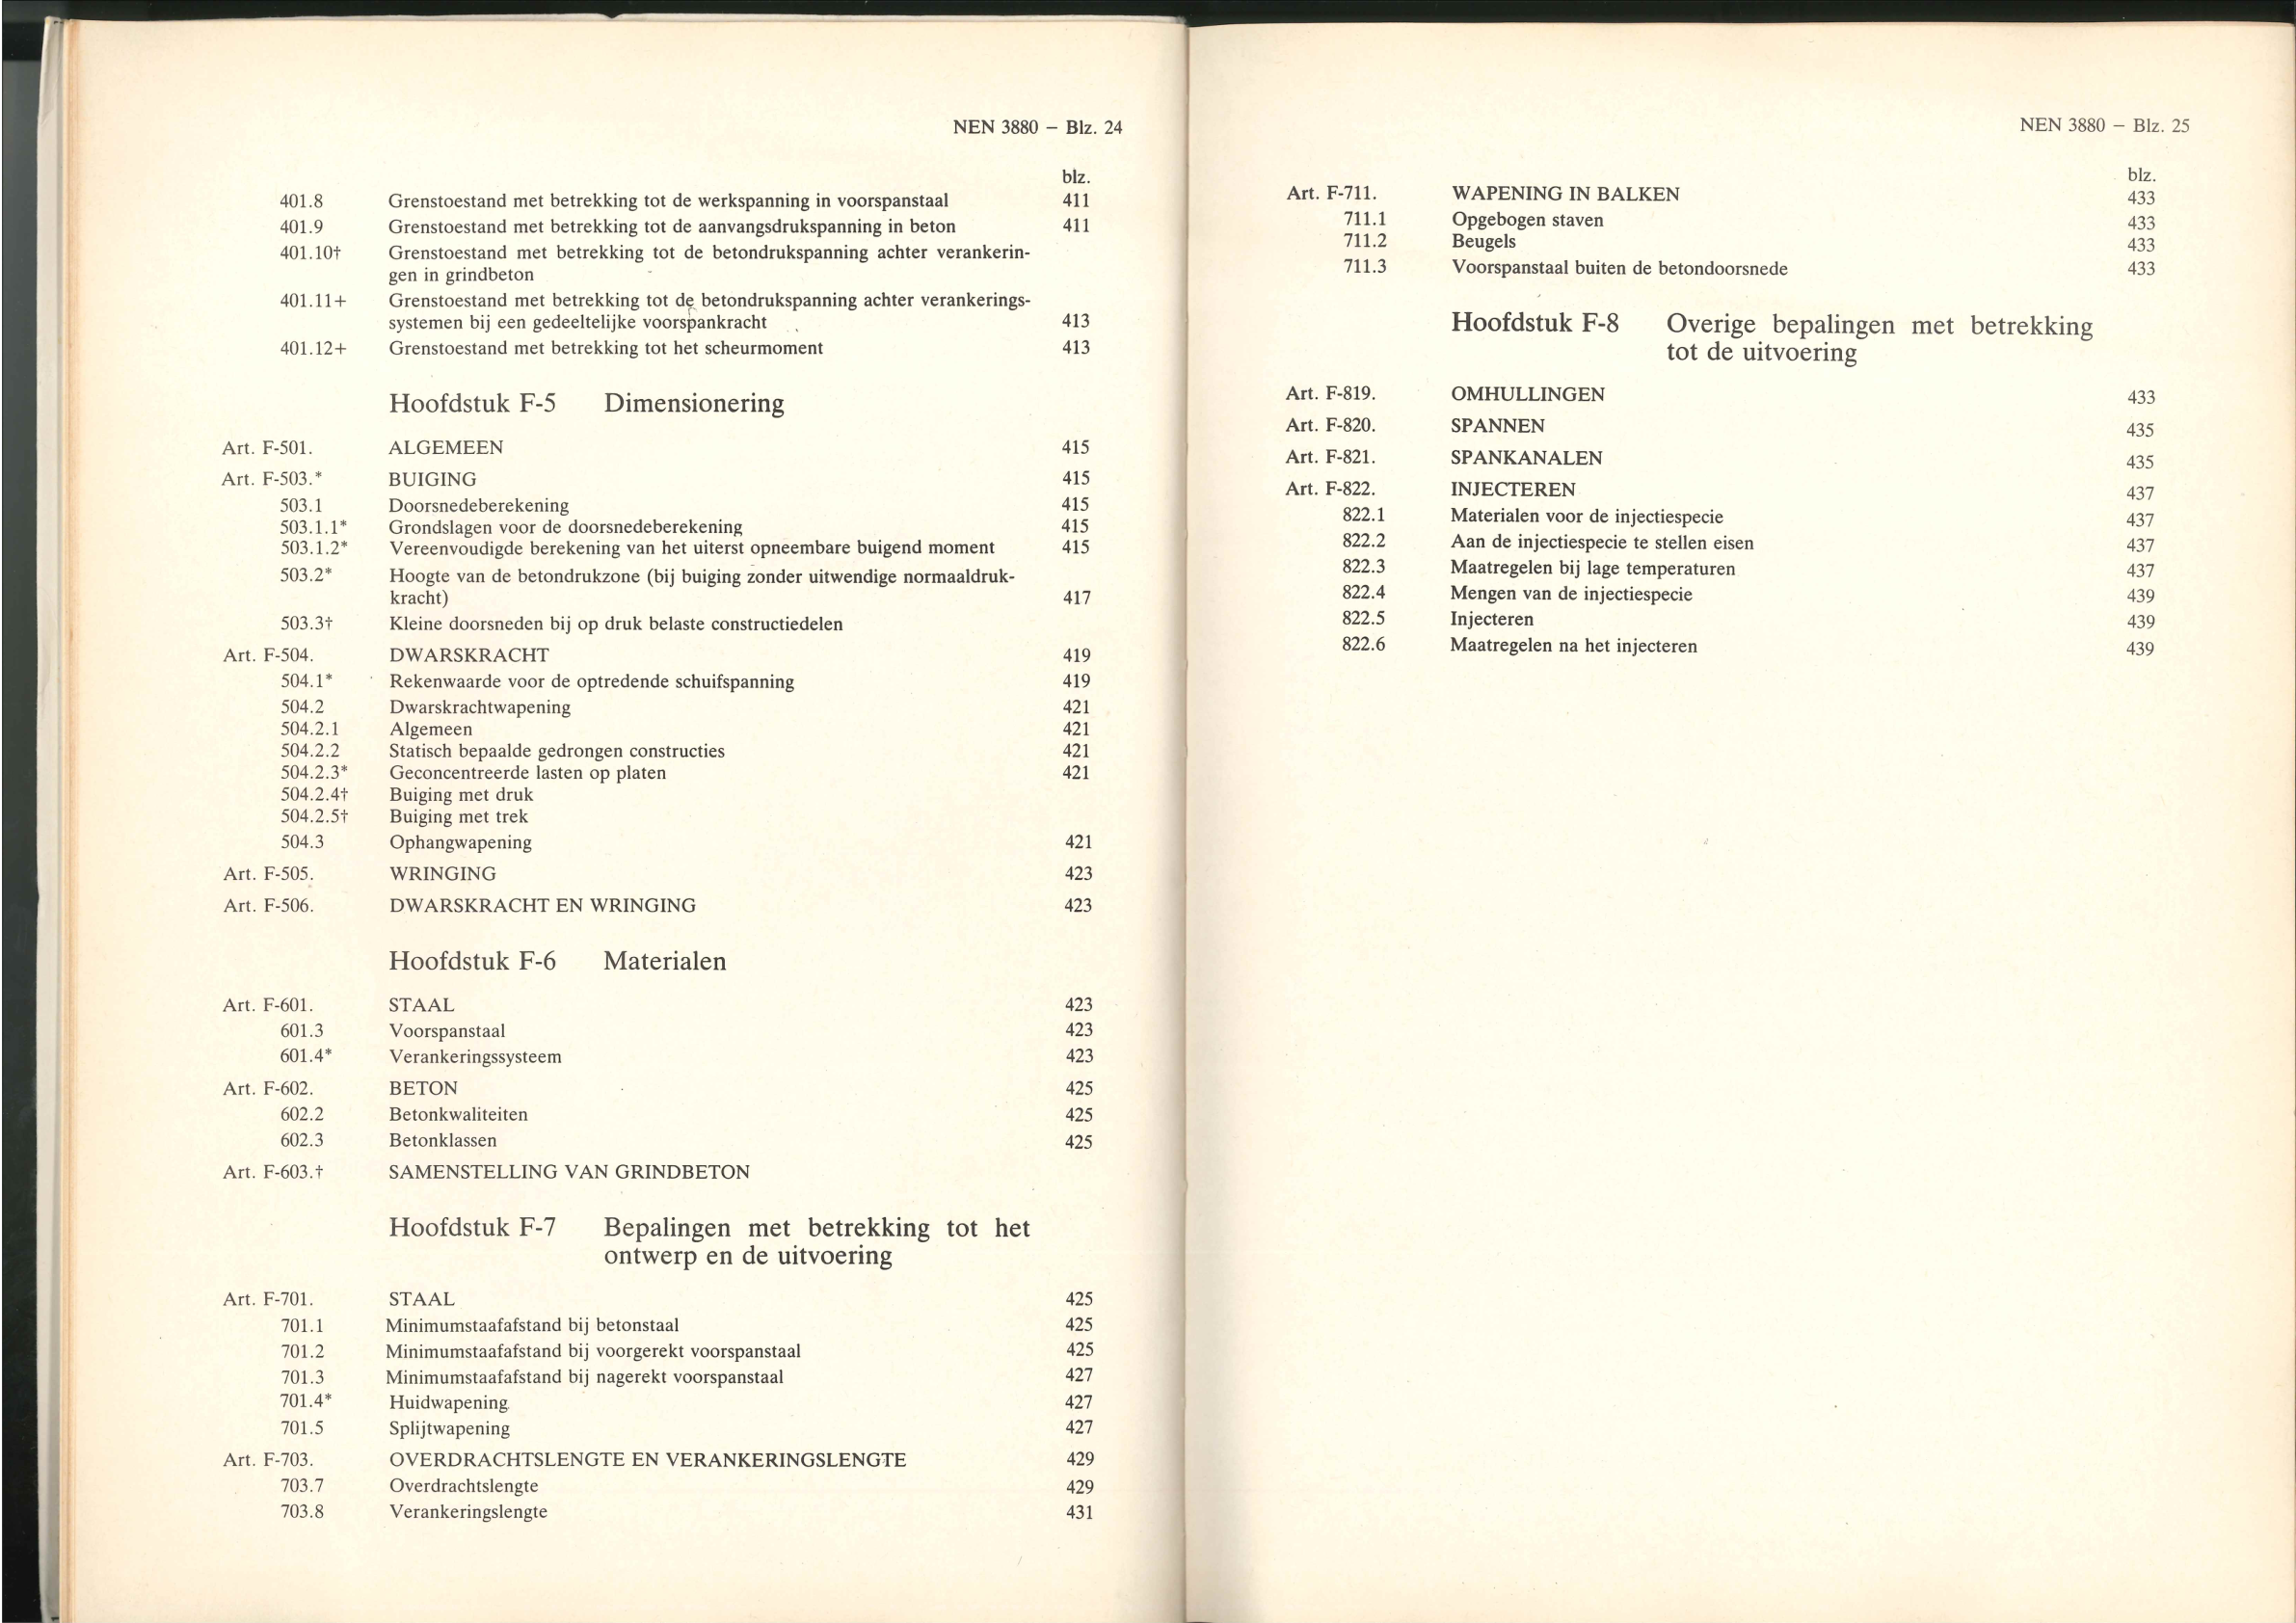 NEN 3880 — Blz. 24
blz.
401.8 Grenstoestand met betrekking tot de werkspanning in voorspanstaal 411
401.9 Grenstoestand met betrekking tot de aanvangsdrukspanning in beton 411
401.10† Grenstoestand met betrekking tot de betondrukspanning achter verankerin-
gen in grindbeton
401.11+ Grenstoestand met betrekking tot de betondrukspanning achter verankerings-
systemen bij een gedeeltelijke voorspankracht 413
401.12+ Grenstoestand met betrekking tot het scheurmoment 413
Hoofdstuk F-5 Dimensionering
Art. F-501. ALGEMEEN 415
Art. F-503.* BUIGING 415
503.1 Doorsnedeberekening 415
503.1.1* Grondslagen voor de doorsnedeberekening 415
503.1.2* Vereenvoudigde berekening van het uiterst opneembare buigend moment 415
503.2* Hoogte van de betondrukzone (bij buiging zonder uitwendige normaaldruk-
kracht) 417
503.3† Kleine doorsneden bij op druk belaste constructiedelen
Art. F-504. DWARSKRACHT 419
504.1* Rekenwaarde voor de optredende schuifspanning 419
504.2 Dwarskrachtwapening 421
504.2.1 Algemeen 421
504.2.2 Statisch bepaalde gedrongen constructies 421
504.2.3* Geconcentreerde lasten op platen 421
504.2.4† Buiging met druk
504.2.5† Buiging met trek
504.3 Ophangwapening 421
Art. F-505. WRINGING 423
Art. F-506. DWARSKRACHT EN WRINGING 423
Hoofdstuk F-6 Materialen
Art. F-601. STAAL 423
601.3 Voorspanstaal 423
601.4* Verankeringssysteem 423
Art. F-602. BETON 425
602.2 Betonkwaliteiten 425
602.3 Betonklassen 425
Art. F-603.† SAMENSTELLING VAN GRINDBETON
Hoofdstuk F-7 Bepalingen met betrekking tot het
ontwerp en de uitvoering
Art. F-701. STAAL 425
701.1 Minimumstaafafstand bij betonstaal 425
701.2 Minimumstaafafstand bij voorgerekt voorspanstaal 425
701.3 Minimumstaafafstand bij nagerekt voorspanstaal 427
701.4* Huidwapening 427
701.5 Splijtwapening 427
Art. F-703. OVERDRACHTSLENGTE EN VERANKERINGSLENGTE 429
703.7 Overdrachtslengte 429
703.8 Verankeringslengte 431
NEN 3880 — Blz. 25
blz.
Art. F-711. WAPENING IN BALKEN 433
711.1 Opgebogen staven 433
711.2 Beugels 433
711.3 Voorspanstaal buiten de betondoorsnede 433
Hoofdstuk F-8 Overige bepalingen met betrekking
tot de uitvoering
Art. F-819. OMHULLINGEN 433
Art. F-820. SPANNEN 435
Art. F-821. SPANKANALEN 435
Art. F-822. INJECTEREN 437
822.1 Materialen voor de injectiespecie 437
822.2 Aan de injectiespecie te stellen eisen 437
822.3 Maatregelen bij lage temperaturen 437
822.4 Mengen van de injectiespecie 439
822.5 Injecteren 439
822.6 Maatregelen na het injecteren 439